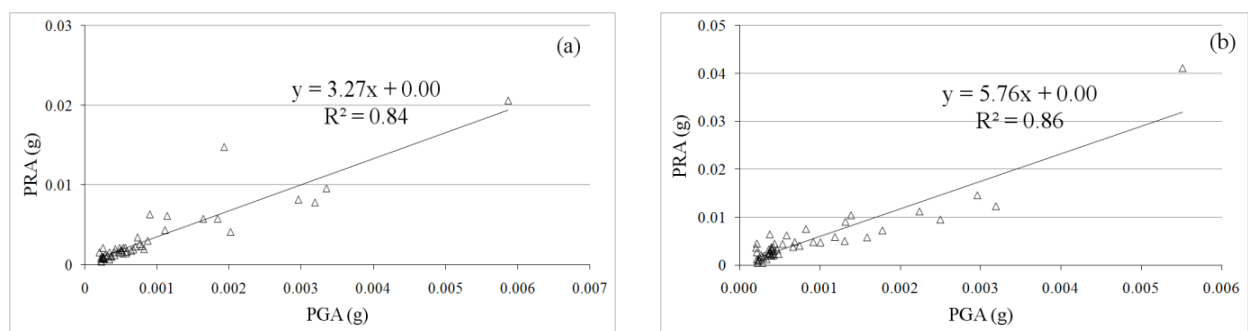 (a)
y = 3.27x + 0.00
R² = 0.84
PRA (g)
0.03
0.02
0.01
0
0 0.001 0.002 0.003 0.004 0.005 0.006 0.007
PGA (g)
(b)
y = 5.76x + 0.00
R² = 0.86
PRA (g)
0.05
0.04
0.03
0.02
0.01
0.00
0.000 0.001 0.002 0.003 0.004 0.005 0.006
PGA (g)